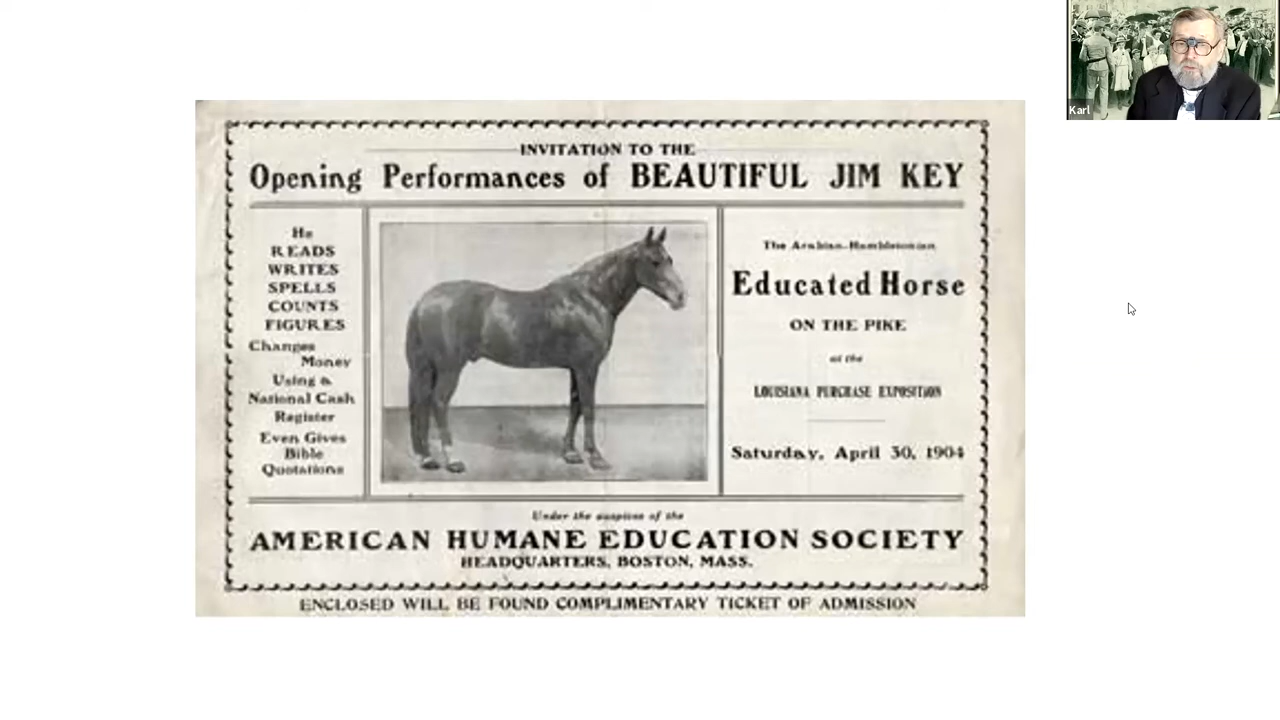 INVITATION TO THE
Opening Performances of BEAUTIFUL JIM KEY
He
READS
WRITES
SPELLS
COUNTS
FIGURES
Changes
Money
Using a
National Cash
Register
Even Gives
Bible
Quotations
The Arabian-Hambletonian
Educated Horse
ON THE PIKE
at the
LOUISIANA PURCHASE EXPOSITION
Saturday, April 30, 1904
Under the auspices of the
AMERICAN HUMANE EDUCATION SOCIETY
HEADQUARTERS, BOSTON, MASS.
ENCLOSED WILL BE FOUND COMPLIMENTARY TICKET OF ADMISSION
Karl